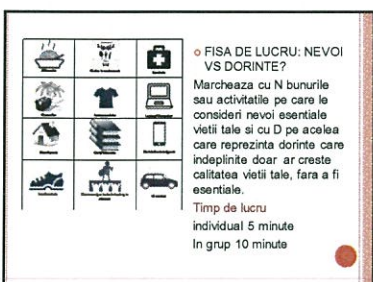 FISA DE LUCRU: NEVOI
VS DORINTE?
Marcheaza cu N bunurile
sau activitatile pe care le
consideri nevoi esentiale
vietii tale si cu D pe acelea
care reprezinta dorinte care
indeplinite doar ar creste
calitatea vietii tale, fara a fi
esentiale.
Timp de lucru
individual 5 minute
In grup 10 minute